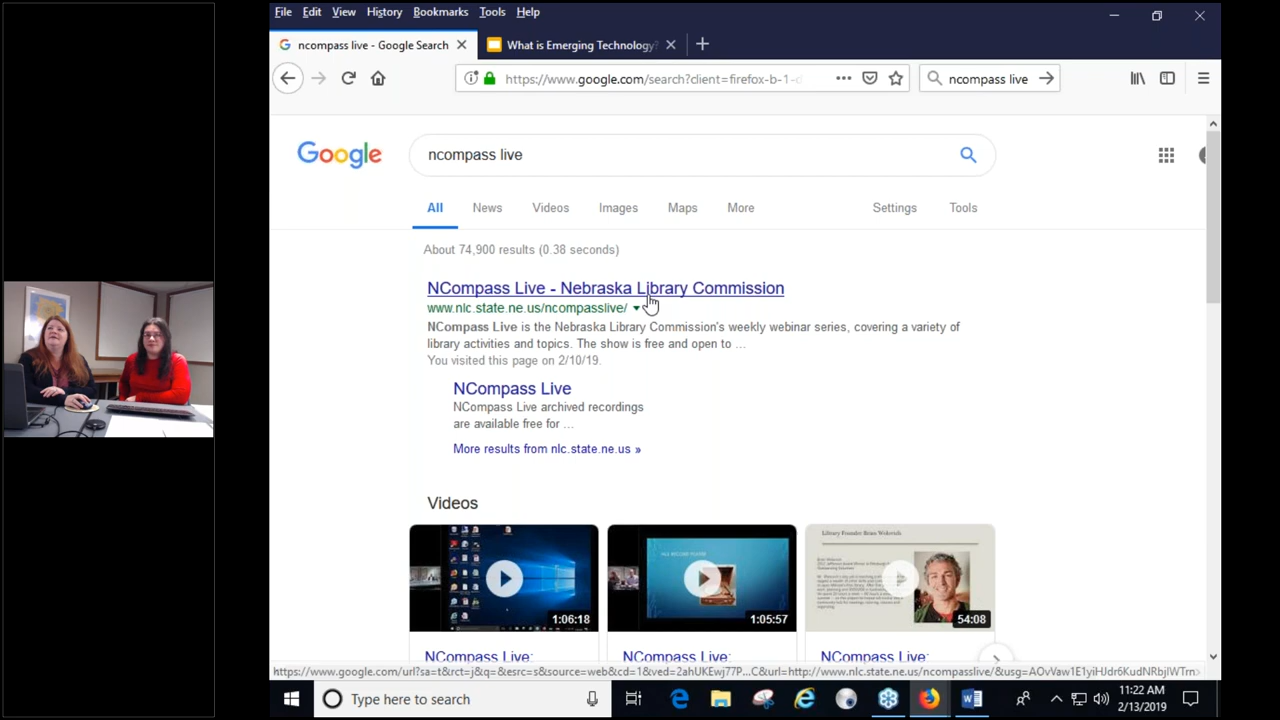 File Edit View History Bookmarks Tools Help
ncompass live - Google Search
What is Emerging Technology?
https://www.google.com/search?client=firefox-b-1-d
ncompass live
Google
ncompass live
All News Videos Images Maps More Settings Tools
About 74,900 results (0.38 seconds)
NCompass Live - Nebraska Library Commission
www.nlc.state.ne.us/ncompasslive/
NCompass Live is the Nebraska Library Commission's weekly webinar series, covering a variety of
library activities and topics. The show is free and open to ...
You visited this page on 2/10/19.
NCompass Live
NCompass Live archived recordings
are available free for ...
More results from nlc.state.ne.us »
Videos
1:06:18
1:05:57
54:08
NCompass Live:
NCompass Live:
NCompass Live:
Type here to search
11:22 AM
2/13/2019